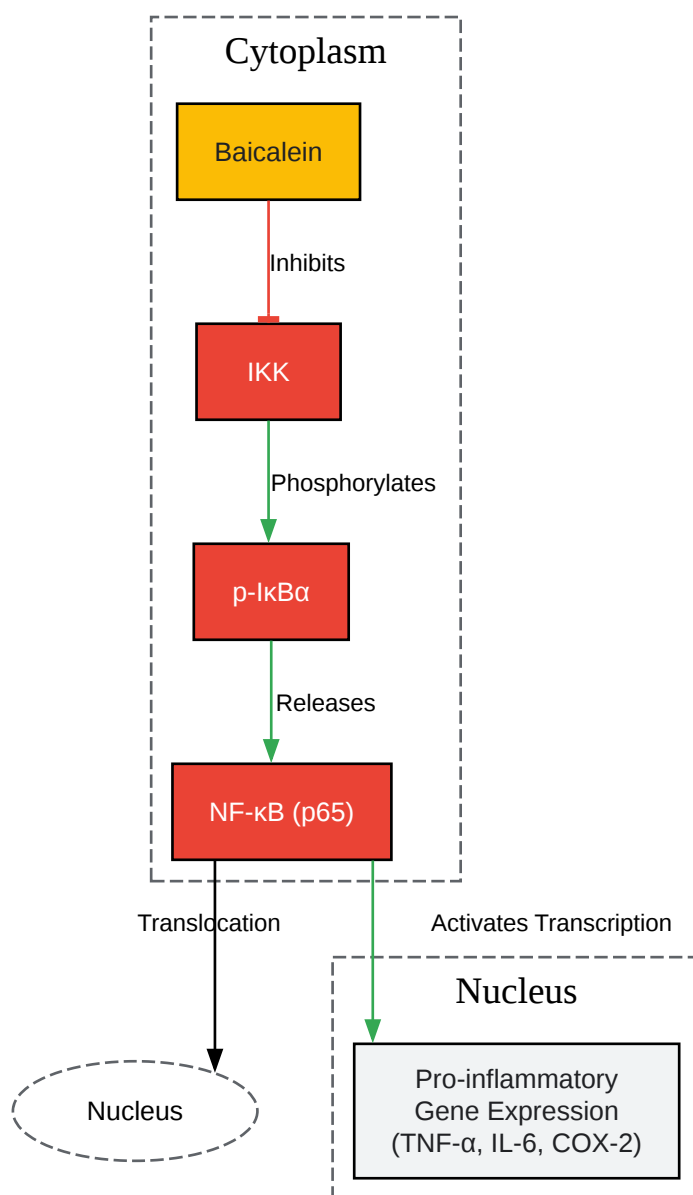 Cytoplasm
Baicalein
Inhibits
IKK
Phosphorylates
p-IκBα
Releases
NF-κB (p65)
Translocation
Activates Transcription
Nucleus
Nucleus
Pro-inflammatory
Gene Expression
(TNF-α, IL-6, COX-2)